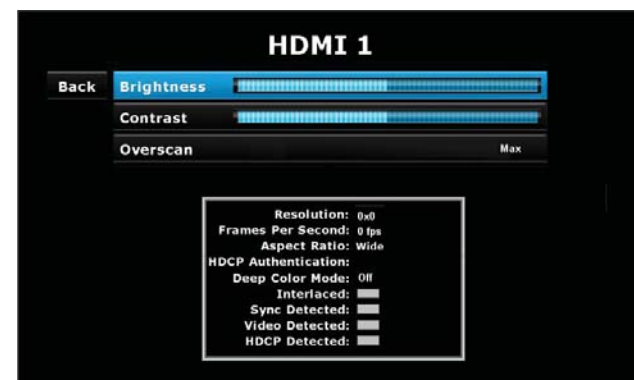 HDMI 1
Back
Brightness
Contrast
Overscan Max
Resolution: 0x0
Frames Per Second: 0 fps
Aspect Ratio: Wide
HDCP Authentication:
Deep Color Mode: Off
Interlaced:
Sync Detected:
Video Detected:
HDCP Detected: